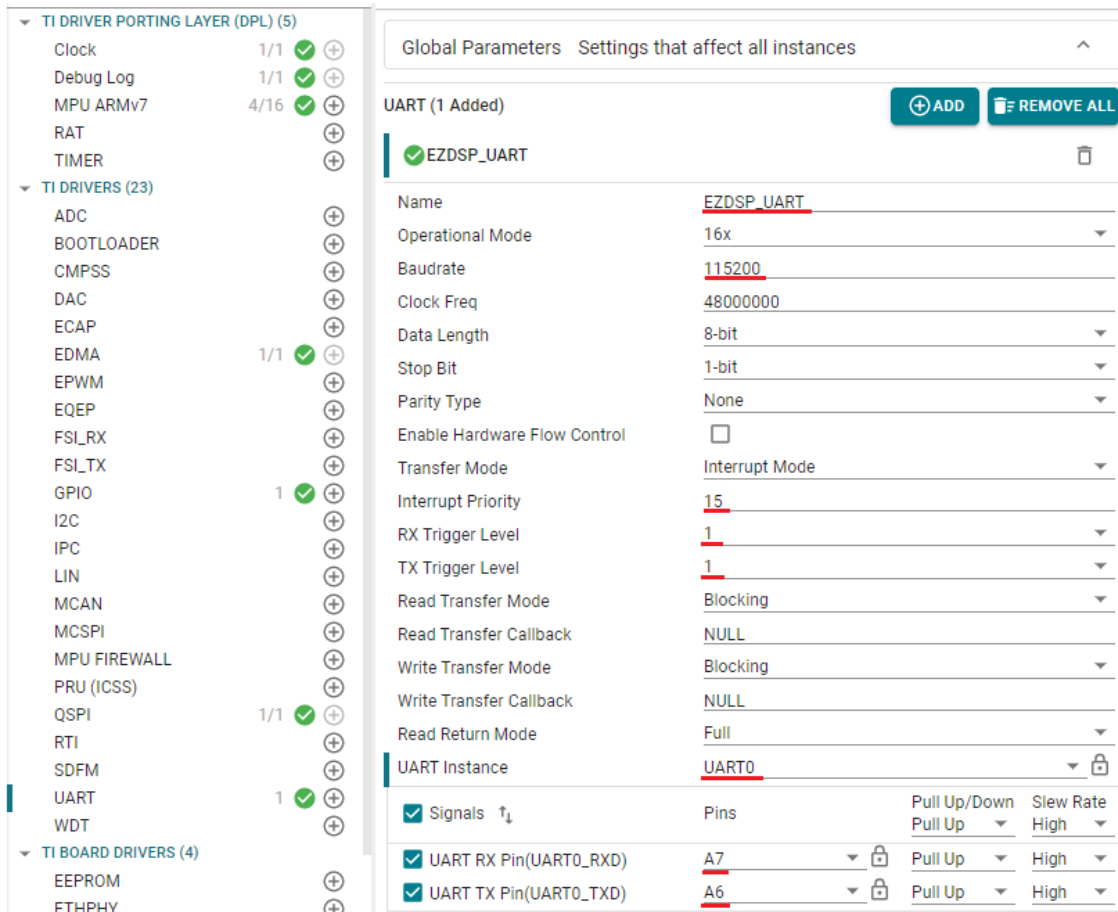 TI DRIVER PORTING LAYER (DPL) (5)
Clock 1/1
Debug Log 1/1
MPU ARMv7 4/16
RAT
TIMER
TI DRIVERS (23)
ADC
BOOTLOADER
CMPSS
DAC
ECAP
EDMA 1/1
EPWM
EQEP
FSI_RX
FSI_TX
GPIO 1
I2C
IPC
LIN
MCAN
MCSPI
MPU FIREWALL
PRU (ICSS)
QSPI 1/1
RTI
SDFM
UART 1
WDT
TI BOARD DRIVERS (4)
EEPROM
ETHPHY
Global Parameters Settings that affect all instances
UART (1 Added) ADD REMOVE ALL
EZDSP_UART
Name EZDSP_UART
Operational Mode 16x
Baudrate 115200
Clock Freq 48000000
Data Length 8-bit
Stop Bit 1-bit
Parity Type None
Enable Hardware Flow Control
Transfer Mode Interrupt Mode
Interrupt Priority 15
RX Trigger Level 1
TX Trigger Level 1
Read Transfer Mode Blocking
Read Transfer Callback NULL
Write Transfer Mode Blocking
Write Transfer Callback NULL
Read Return Mode Full
UART Instance UART0
Signals Pins Pull Up/Down Slew Rate
Pull Up High
UART RX Pin(UART0_RXD) A7 Pull Up High
UART TX Pin(UART0_TXD) A6 Pull Up High